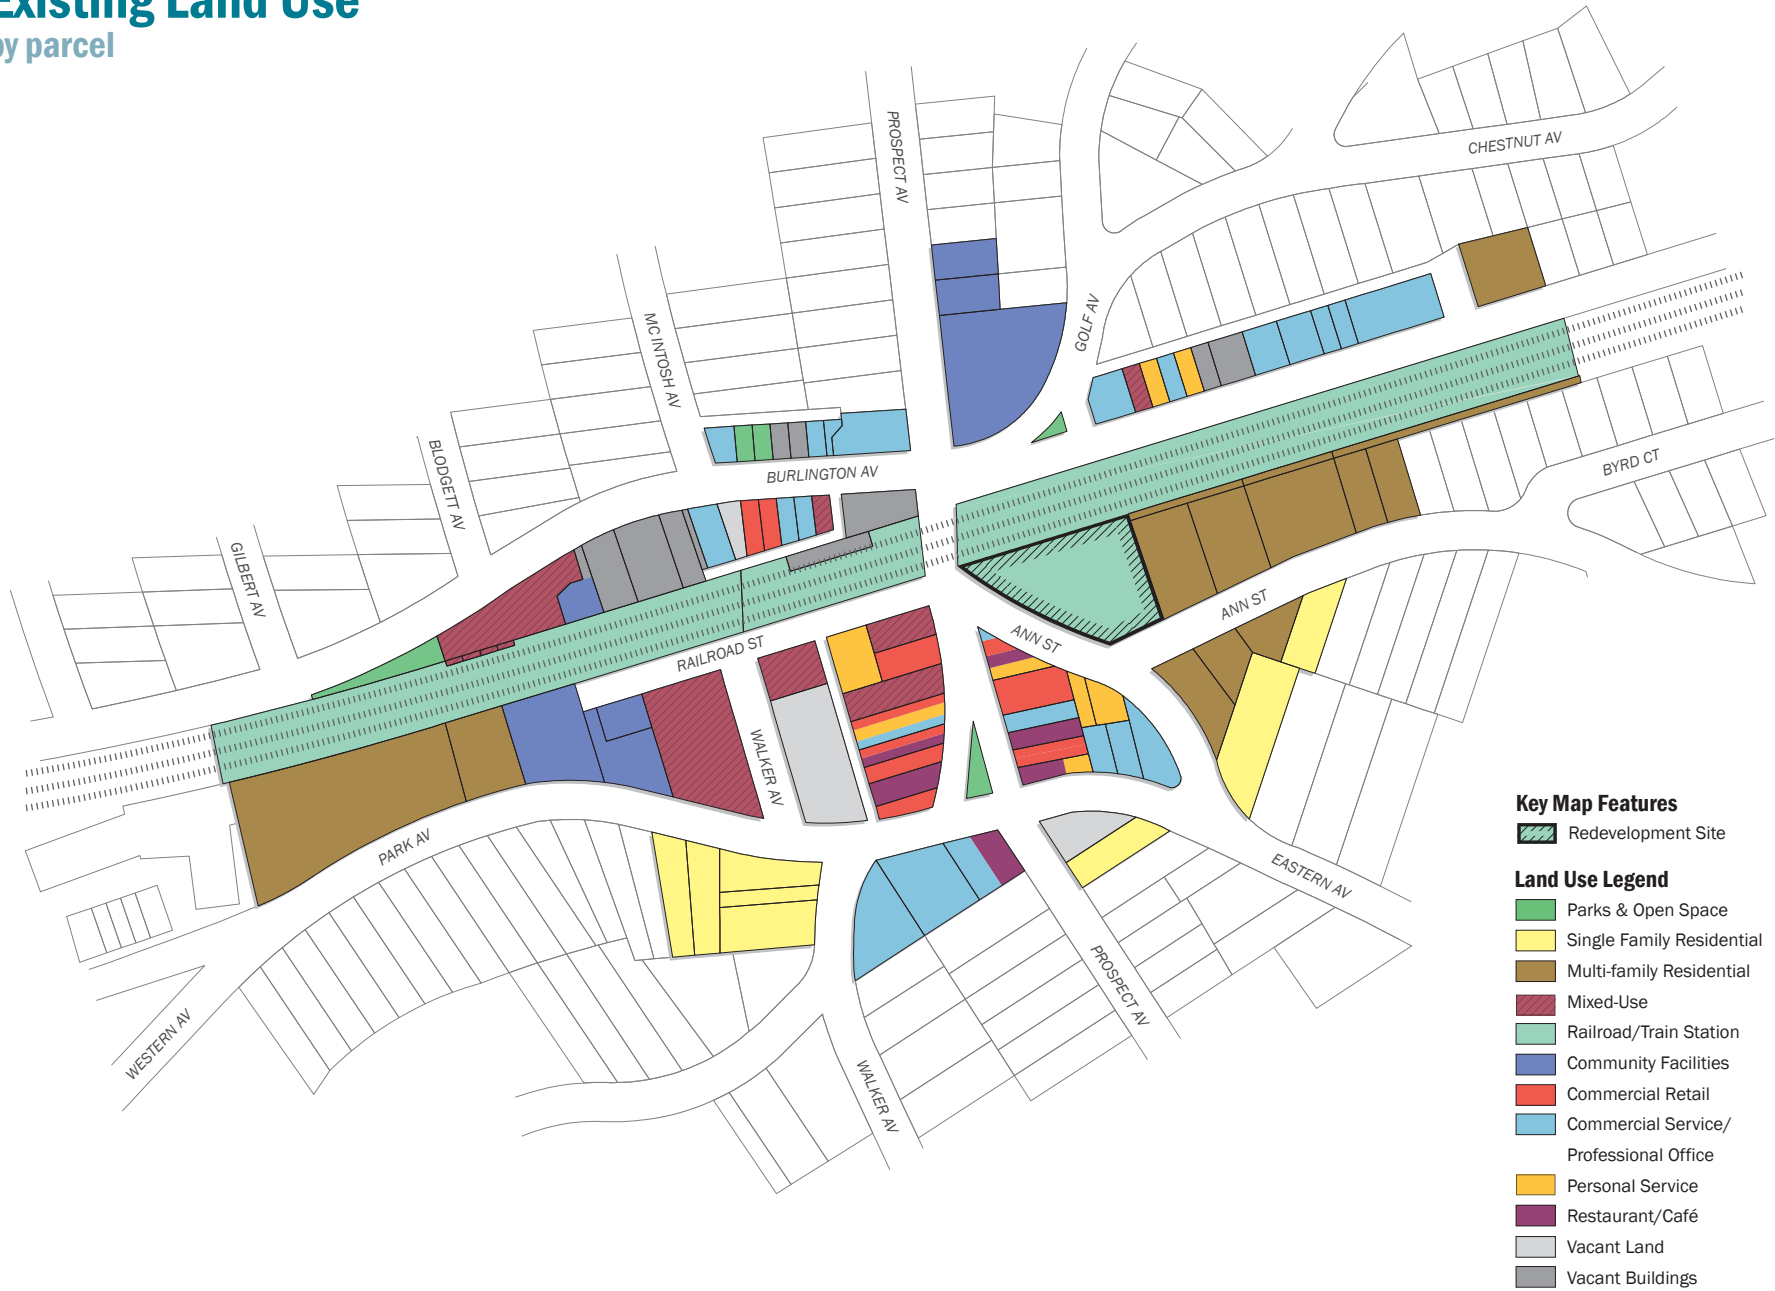 Existing Land Use
by parcel
PROSPECT AV
CHESTNUT AV
GOLF AV
MC INTOSH AV
BLODGETT AV
BURLINGTON AV
BYRD CT
GILBERT AV
ANN ST
ANN ST
RAILROAD ST
WALKER AV
PARK AV
EASTERN AV
PROSPECT AV
WESTERN AV
WALKER AV
Key Map Features
Redevelopment Site
Land Use Legend
Parks & Open Space
Single Family Residential
Multi-family Residential
Mixed-Use
Railroad/Train Station
Community Facilities
Commercial Retail
Commercial Service/
Professional Office
Personal Service
Restaurant/Café
Vacant Land
Vacant Buildings